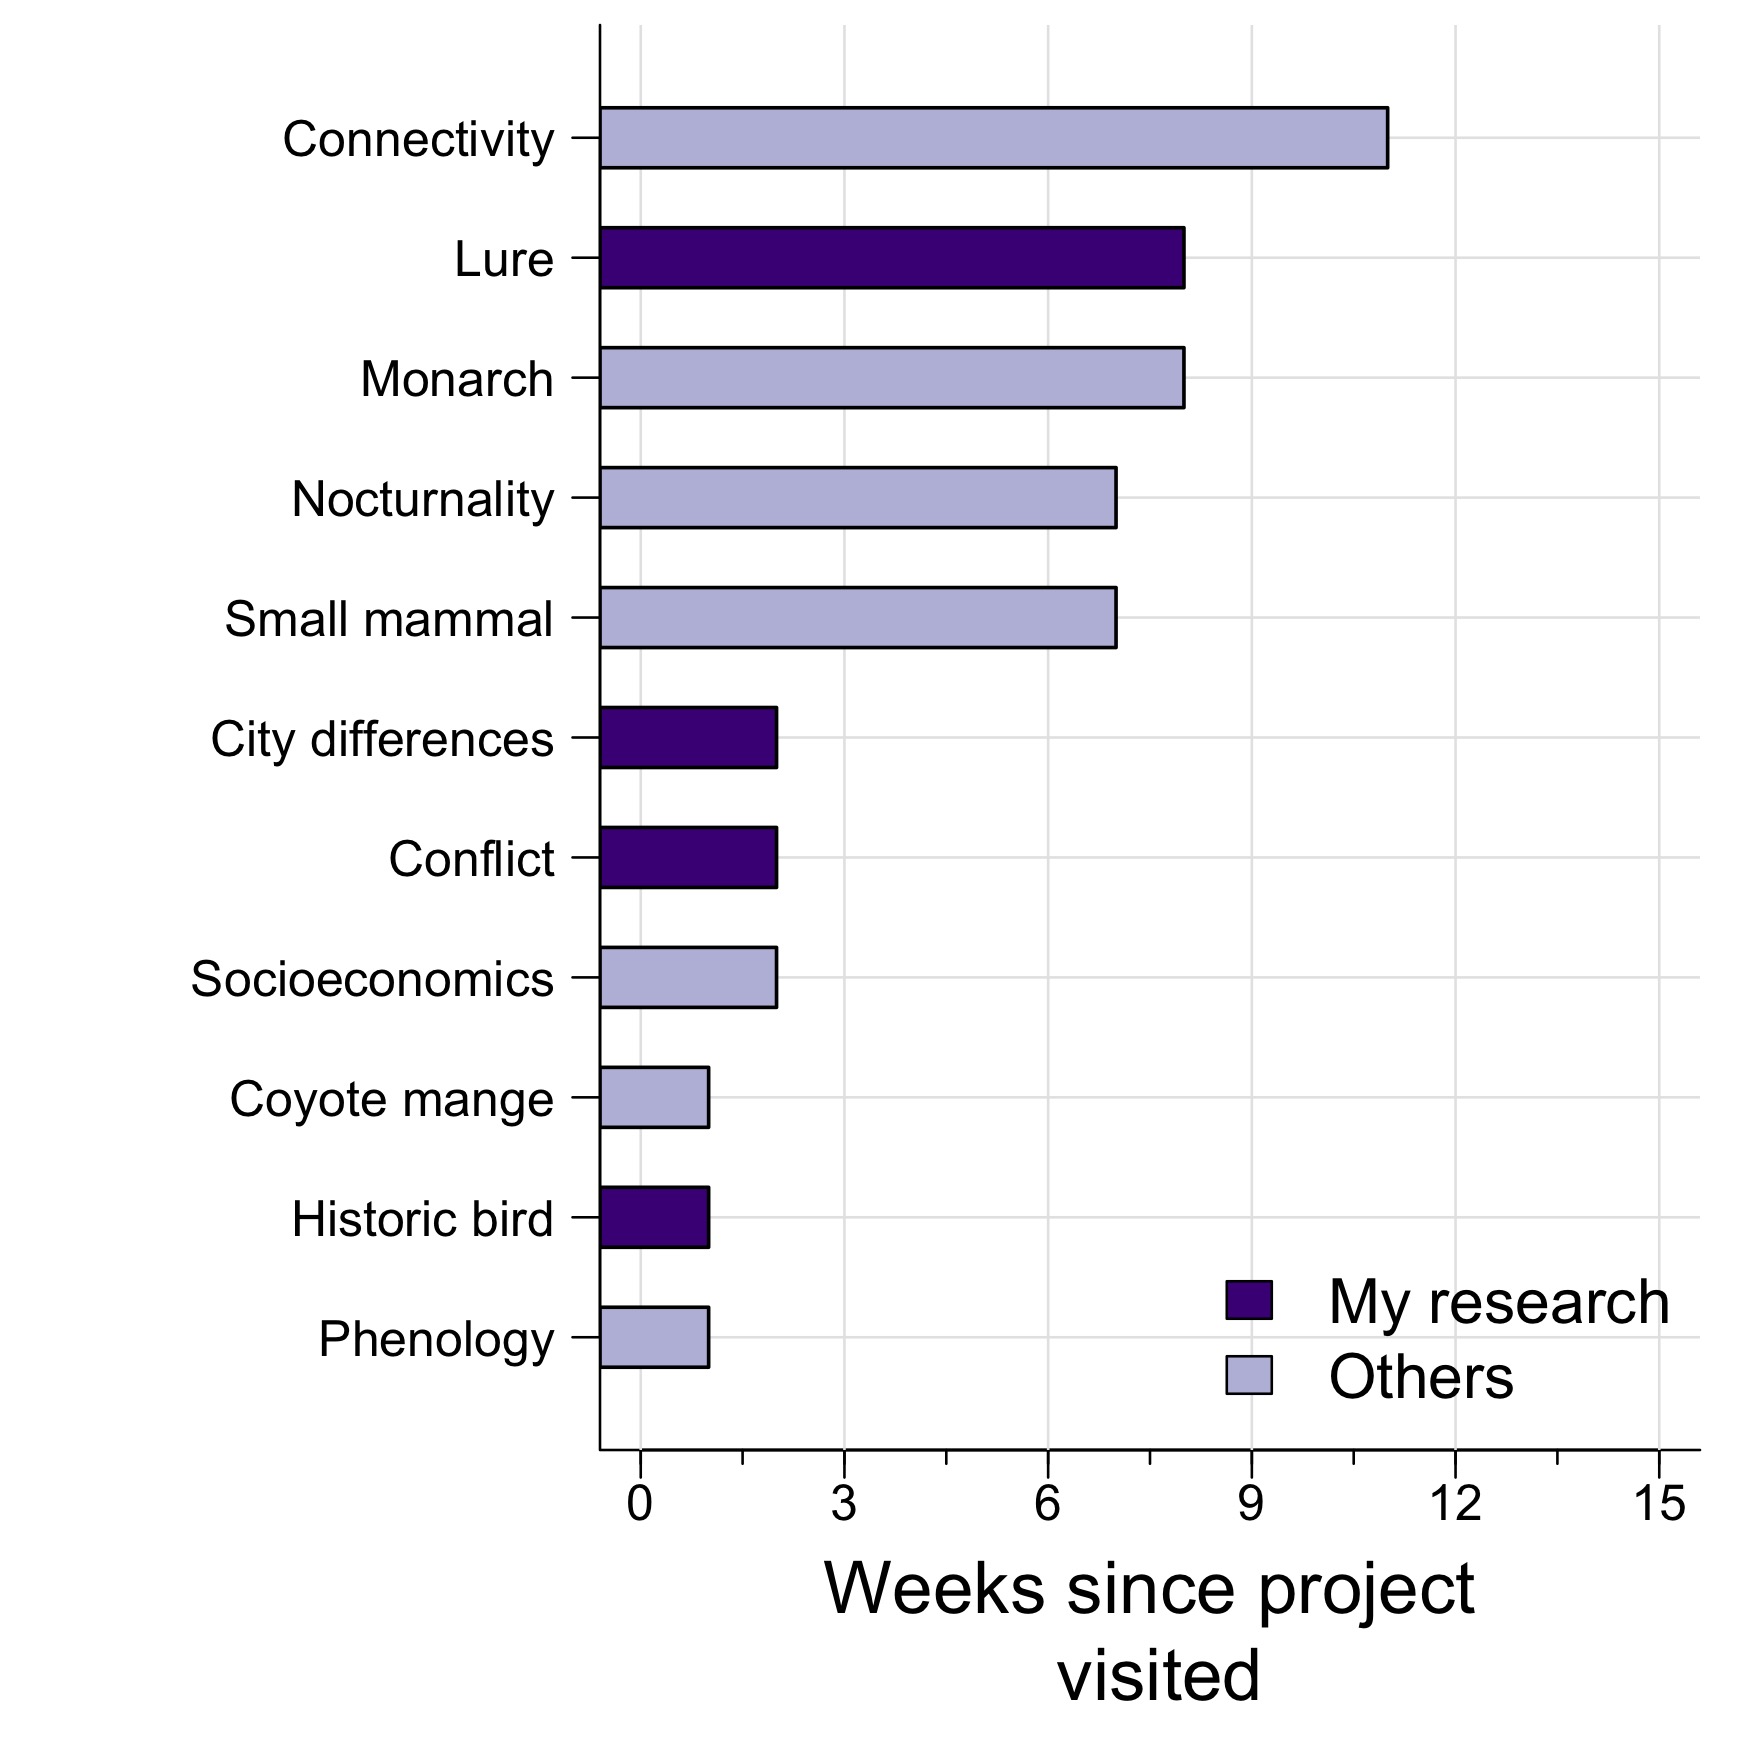 Connectivity
Lure
Monarch
Nocturnality
Small mammal
City differences
Conflict
Socioeconomics
Coyote mange
Historic bird
Phenology
My research
Others
0 3 6 9 12 15
Weeks since project
visited